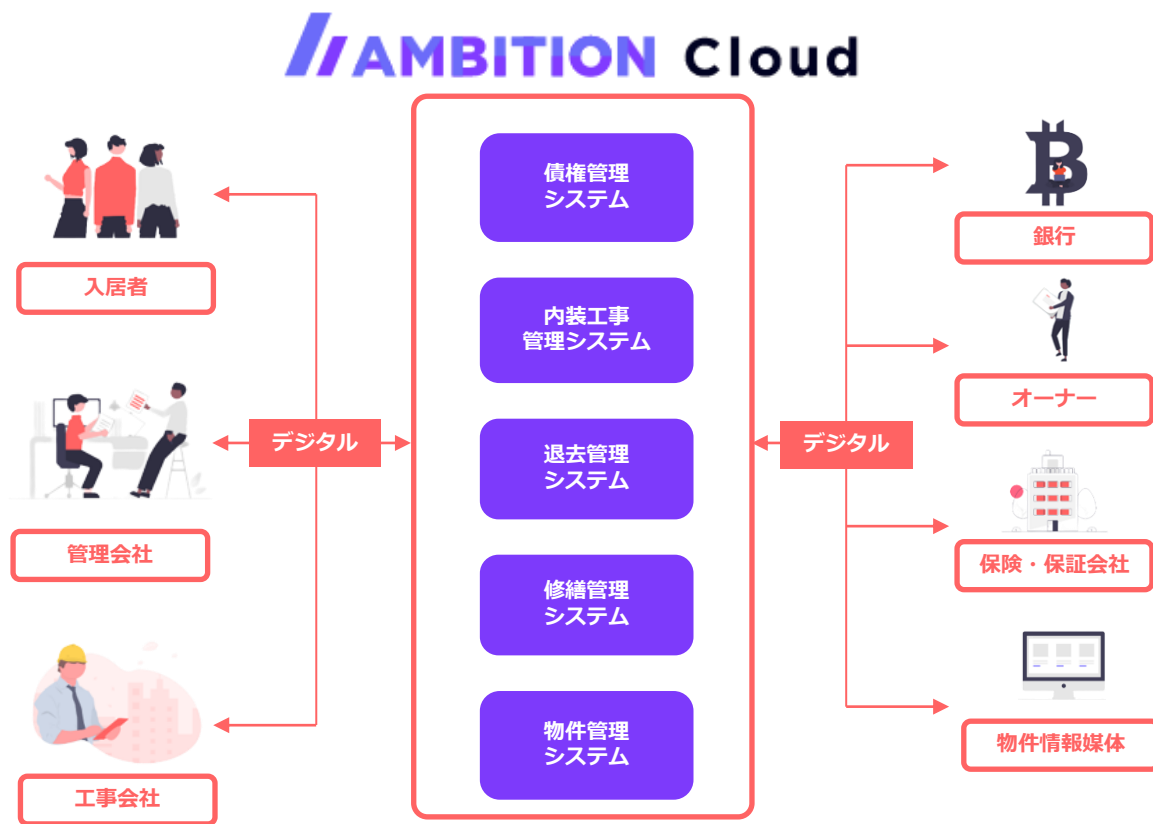 AMBITION Cloud
入居者
管理会社
工事会社
デジタル
債権管理
システム
内装工事
管理システム
退去管理
システム
修繕管理
システム
物件管理
システム
デジタル
銀行
オーナー
保険・保証会社
物件情報媒体